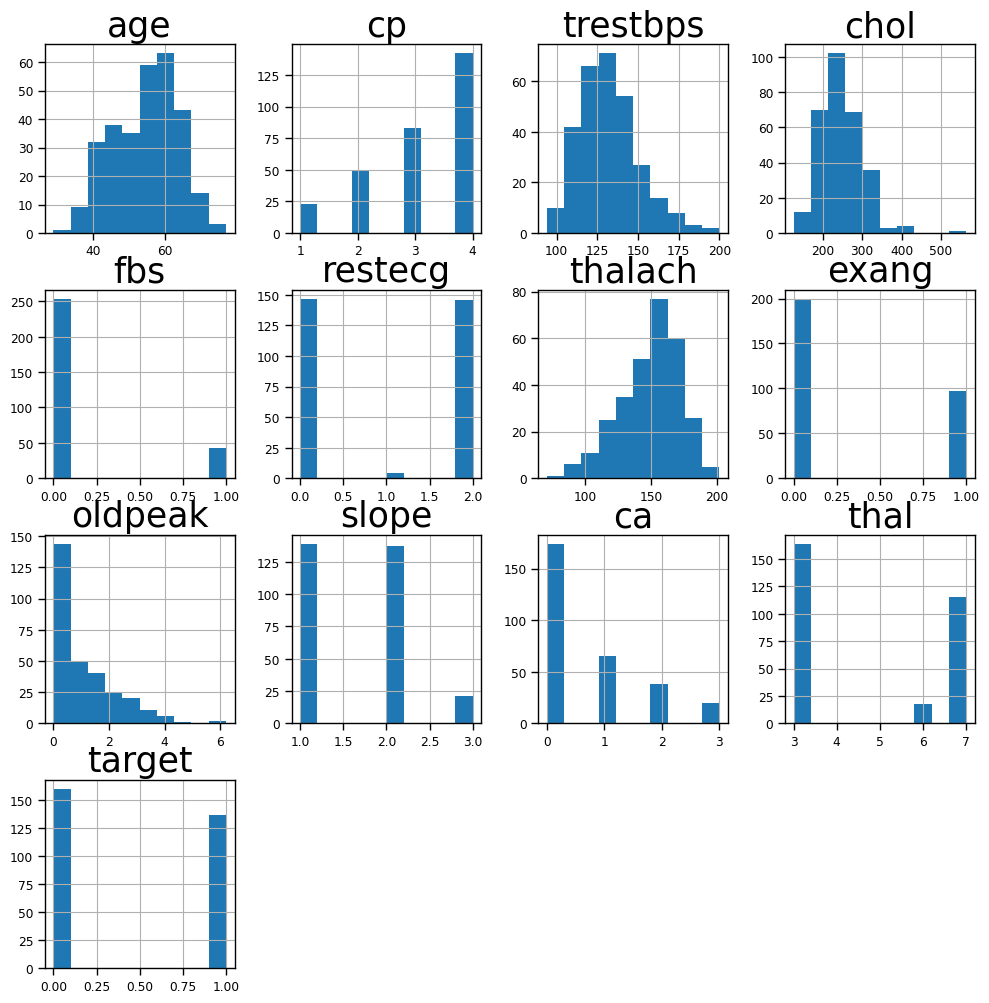 age cp trestbps chol
60 50 40 30 20 10 0
40 60
125 100 75 50 25 0
1 2 3 4
60 40 20 0
100 125 150 175 200
100 80 60 40 20 0
200 300 400 500
fbs restecg thalach exang
250 200 150 100 50 0
0.00 0.25 0.50 0.75 1.00
150 125 100 75 50 25 0
0.0 0.5 1.0 1.5 2.0
80 60 40 20 0
100 150 200
200 150 100 50 0
0.00 0.25 0.50 0.75 1.00
oldpeak slope ca thal
150 125 100 75 50 25 0
0 2 4 6
125 100 75 50 25 0
1.0 1.5 2.0 2.5 3.0
150 100 50 0
0 1 2 3
150 125 100 75 50 25 0
3 4 5 6 7
target
150 125 100 75 50 25 0
0.00 0.25 0.50 0.75 1.00